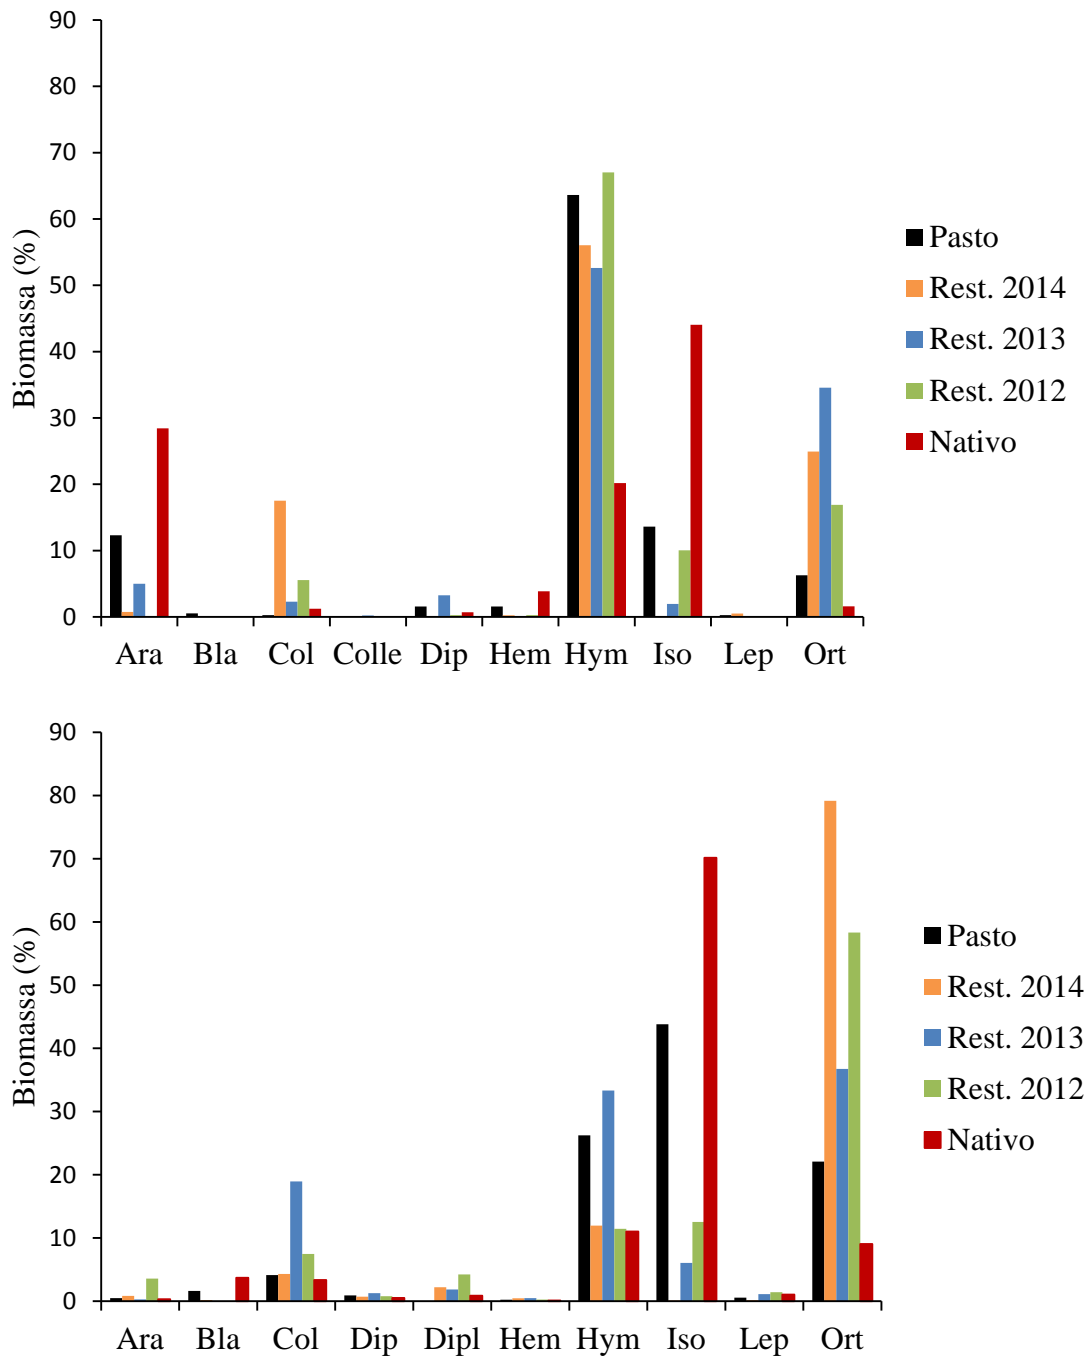 90
80
70
60
50
40
30
20
10
0
Biomassa (%)
Ara Bla Col Colle Dip Hem Hym Iso Lep Ort
Pasto
Rest. 2014
Rest. 2013
Rest. 2012
Nativo
90
80
70
60
50
40
30
20
10
0
Biomassa (%)
Ara Bla Col Dip Dipl Hem Hym Iso Lep Ort
Pasto
Rest. 2014
Rest. 2013
Rest. 2012
Nativo